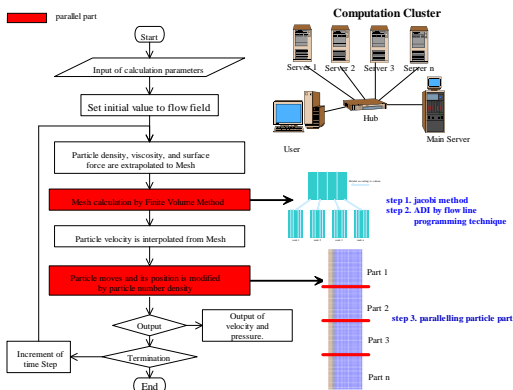 parallel part
Start
Input of calculation parameters
Set initial value to flowfield
Particle density, viscosity, and surface
force are extrapolated to Mesh
Mesh calculation by Finite Volume Method
Particle velocity is interpolated from Mesh
Particle moves and its position is modified
by particle number density
Output
Output of
velocity and
pressure.
Increment of
time Step
Termination
End
Computation Cluster
Server 1
Server 2
Server 3
Server n
Hub
User
Main Server
step 1. jacobi method
step 2. ADI by flow line
programming technique
Part 1
Part 2
Part 3
Part n
step 3. parallelling particle part